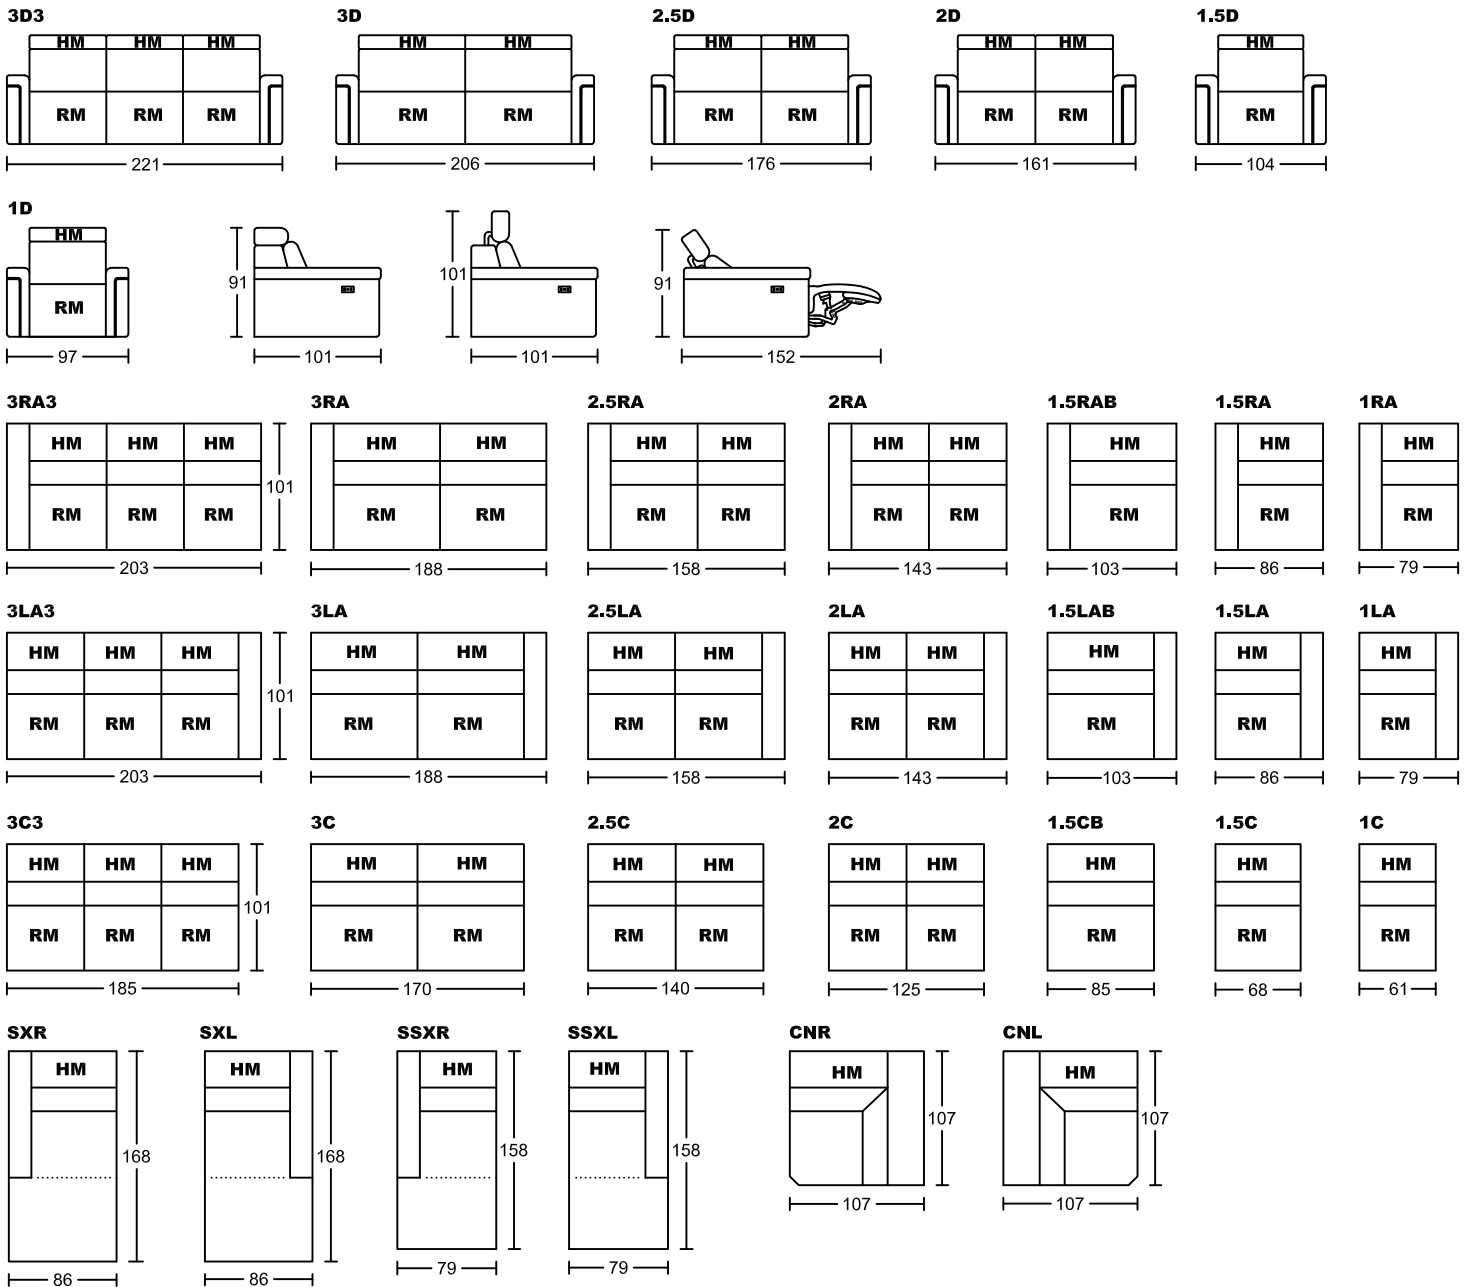 3D3 3D 2.5D 2D 1.5D
HM HM HM HM HM HM HM HM HM HM
RM RM RM RM RM RM RM RM RM RM
221 206 176 161 104
1D
HM
RM
91 101 91
97 101 101 152
3RA3 3RA 2.5RA 2RA 1.5RAB 1.5RA 1RA
HM HM HM HM HM HM HM HM HM HM HM HM
101
RM RM RM RM RM RM RM RM RM RM RM RM
203 188 158 143 103 86 79
3LA3 3LA 2.5LA 2LA 1.5LAB 1.5LA 1LA
HM HM HM HM HM HM HM HM HM HM HM HM
101
RM RM RM RM RM RM RM RM RM RM RM RM
203 188 158 143 103 86 79
3C3 3C 2.5C 2C 1.5CB 1.5C 1C
HM HM HM HM HM HM HM HM HM HM HM HM
101
RM RM RM RM RM RM RM RM RM RM RM RM
185 170 140 125 85 68 61
SXR SXL SSXR SSXL CNR CNL
HM HM HM HM HM HM
168 168 158 158 107 107
86 86 79 79 107 107